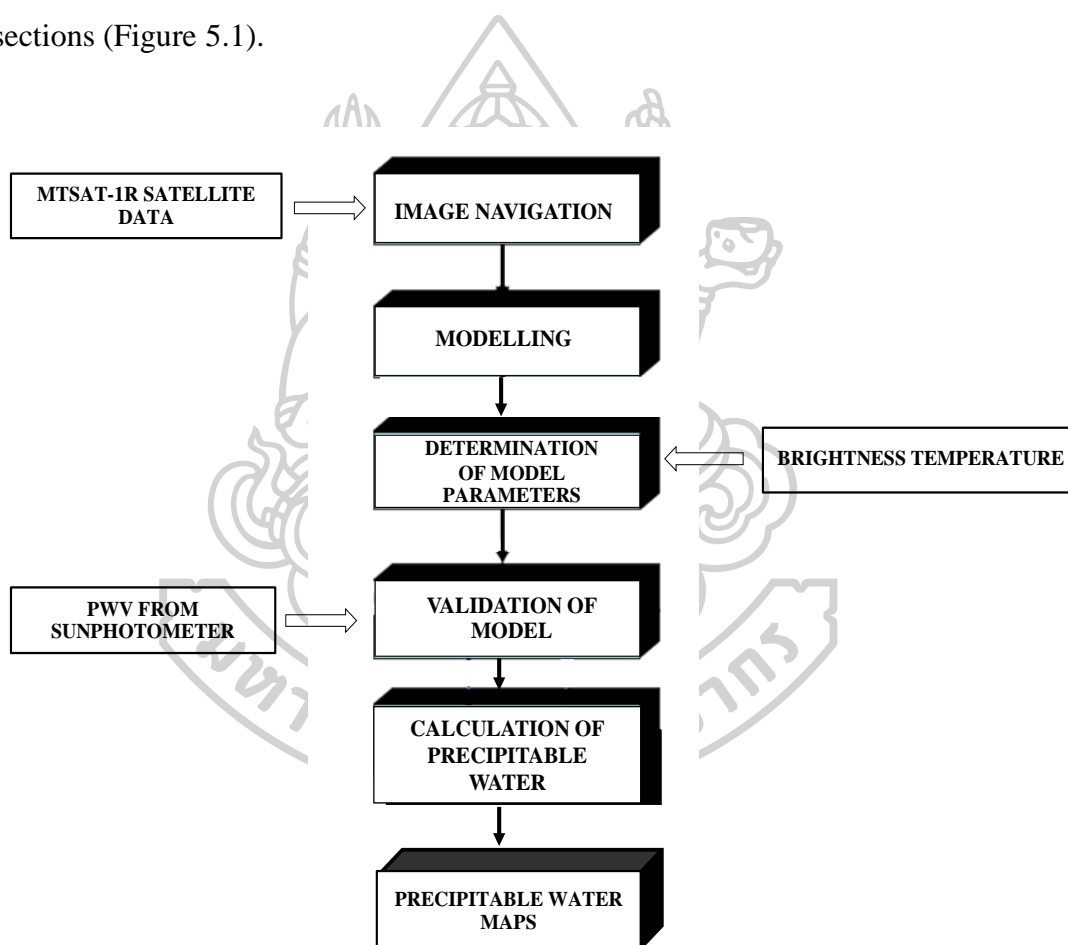 sections (Figure 5.1).
MTSAT-1R SATELLITE
DATA
IMAGE NAVIGATION
MODELLING
DETERMINATION
OF MODEL
PARAMETERS
BRIGHTNESS TEMPERATURE
PWV FROM
SUNPHOTOMETER
VALIDATION OF
MODEL
CALCULATION OF
PRECIPITABLE
WATER
PRECIPITABLE WATER
MAPS